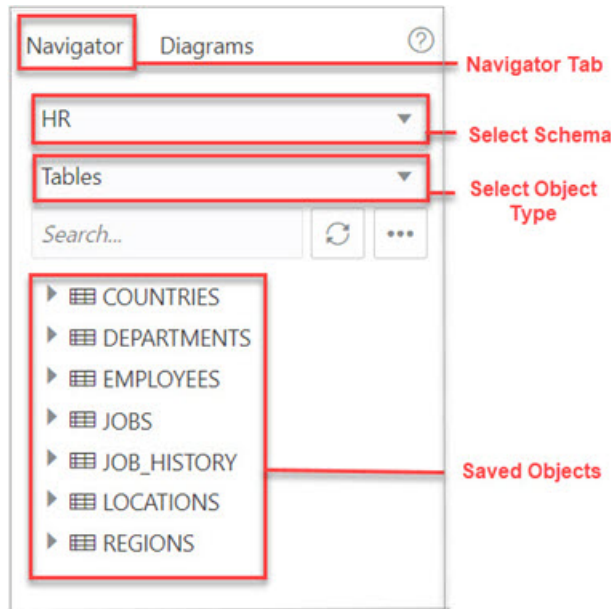 Navigator Diagrams ?
Navigator Tab
HR
Select Schema
Tables
Select Object
Type
Search...
COUNTRIES
DEPARTMENTS
EMPLOYEES
JOBS
JOB_HISTORY
Saved Objects
LOCATIONS
REGIONS